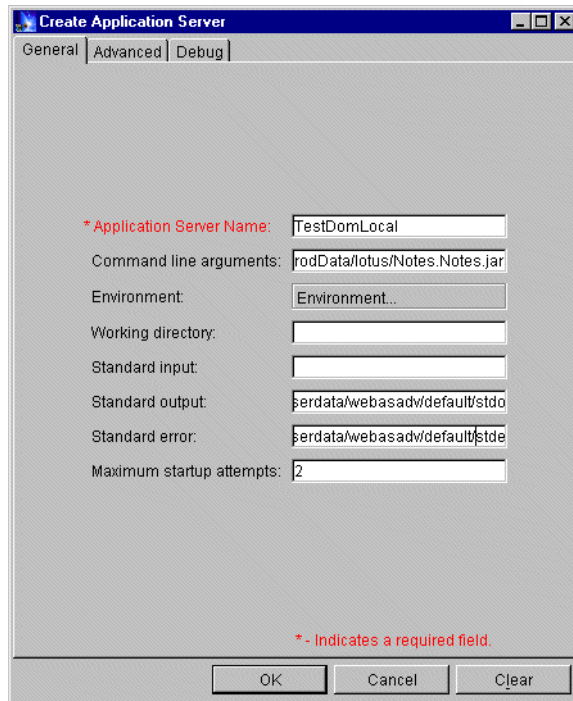 Create Application Server
General Advanced Debug
* Application Server Name: TestDomLocal
Command line arguments: rodData/lotus/Notes.Notes.jar
Environment: Environment...
Working directory:
Standard input:
Standard output: serdata/webasadv/default/stdo
Standard error: serdata/webasadv/default/stde
Maximum startup attempts: 2
* - Indicates a required field.
OK Cancel Clear